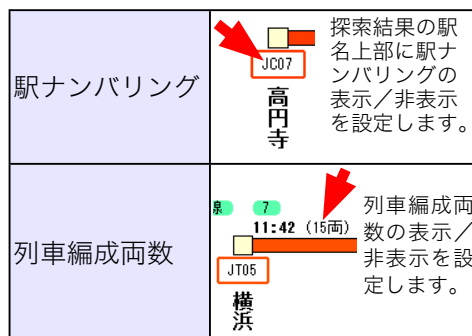 駅ナンバリング
JC07
高円寺
探索結果の駅
名上部に駅ナ
ンバリングの
表示／非表示
を設定します。
列車編成両数
線 7
11:42 (15両)
JT05
横浜
列車編成両
数の表示／
非表示を設
定します。